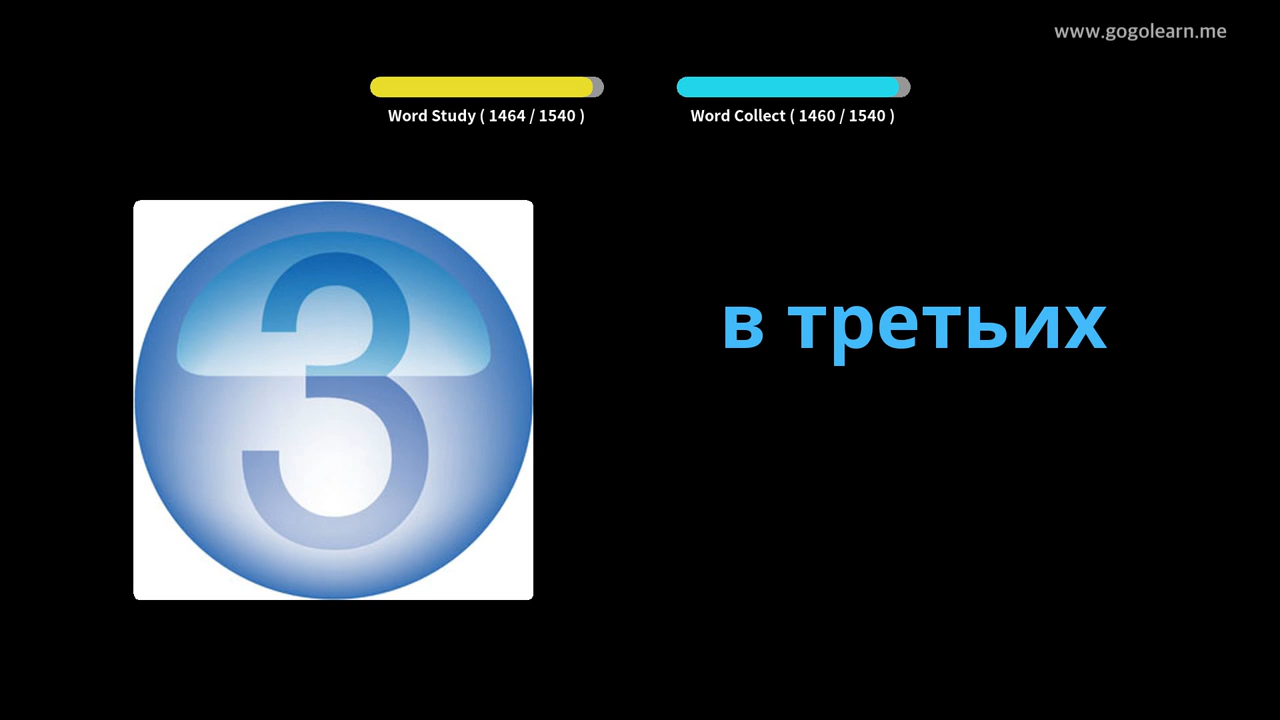 www.gogolearn.me
Word Study ( 1464 / 1540 )
Word Collect ( 1460 / 1540 )
3
в третьих